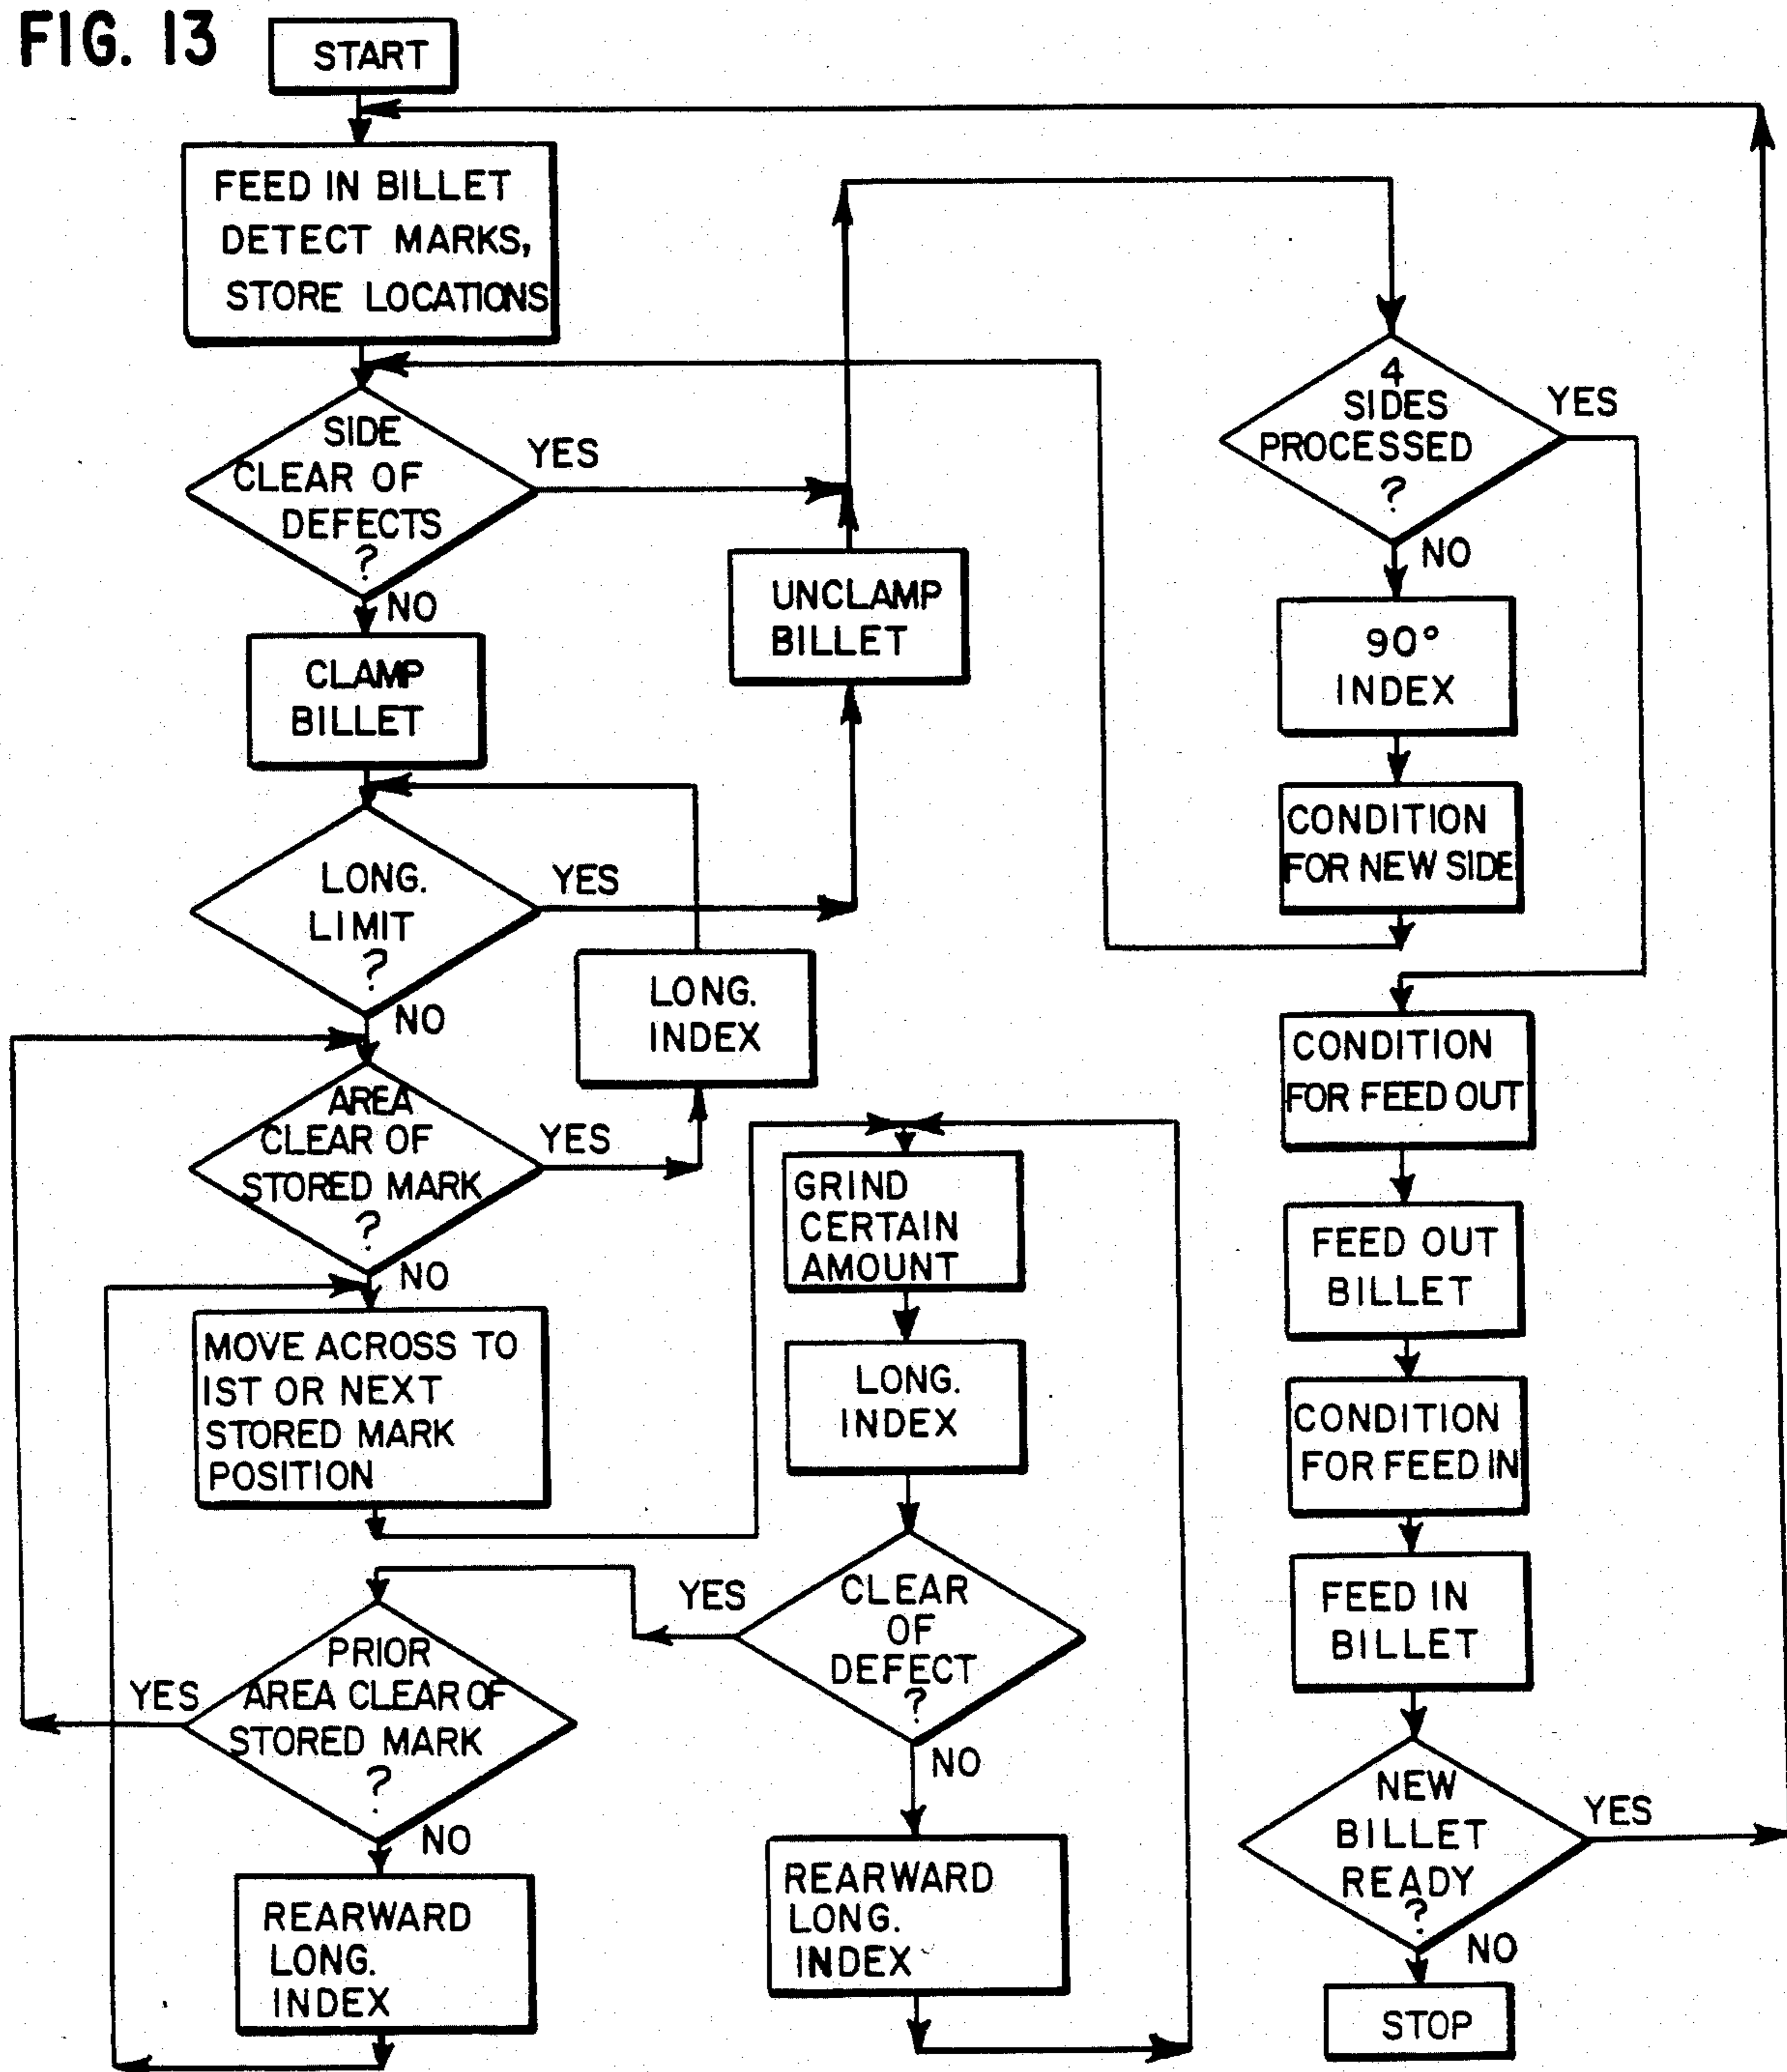 FIG. 13
START
FEED IN BILLET
DETECT MARKS,
STORE LOCATIONS
SIDE
CLEAR OF
DEFECTS
?
YES
NO
CLAMP
BILLET
UNCLAMP
BILLET
LONG.
LIMIT
?
YES
NO
LONG.
INDEX
AREA
CLEAR OF
STORED MARK
?
YES
NO
MOVE ACROSS TO
1ST OR NEXT
STORED MARK
POSITION
GRIND
CERTAIN
AMOUNT
LONG.
INDEX
CLEAR
OF
DEFECT
?
YES
NO
PRIOR
AREA CLEAR OF
STORED MARK
?
YES
NO
REARWARD
LONG.
INDEX
REARWARD
LONG.
INDEX
4
SIDES
PROCESSED
?
YES
NO
90°
INDEX
CONDITION
FOR NEW SIDE
CONDITION
FOR FEED OUT
FEED OUT
BILLET
CONDITION
FOR FEED IN
FEED IN
BILLET
NEW
BILLET
READY
?
YES
NO
STOP